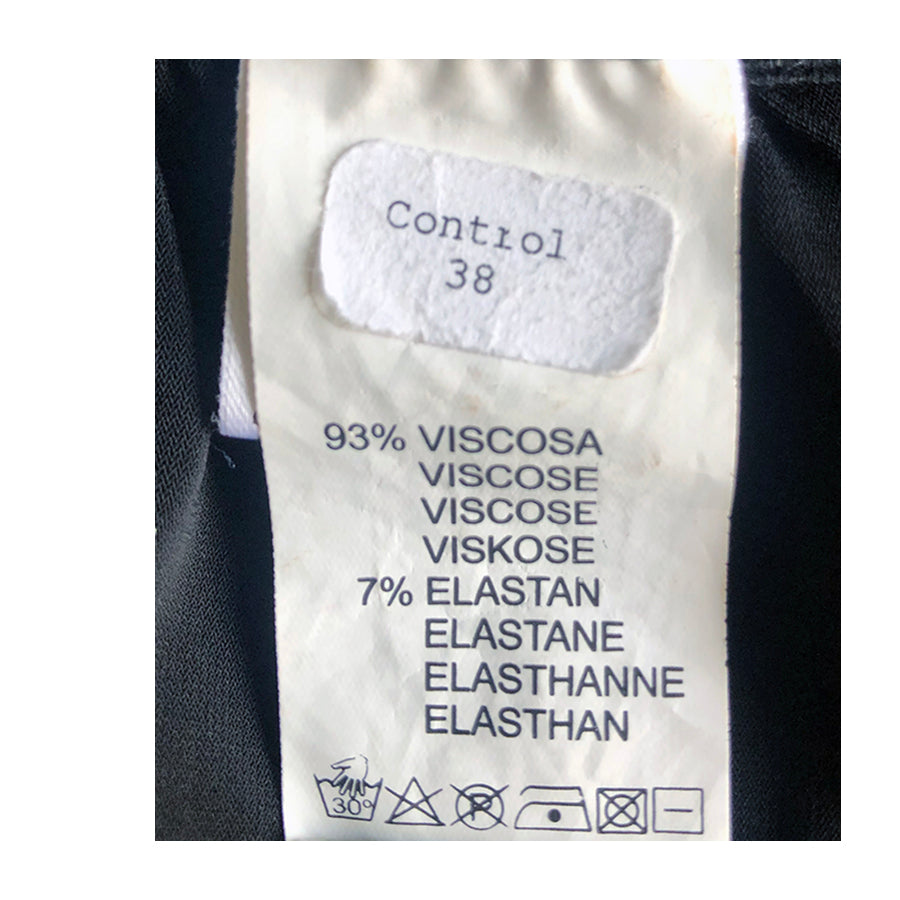 Control
38
93% VISCOSA
VISCOSE
VISCOSE
VISKOSE
7% ELASTAN
ELASTANE
ELASTHANNE
ELASTHAN
30°
P